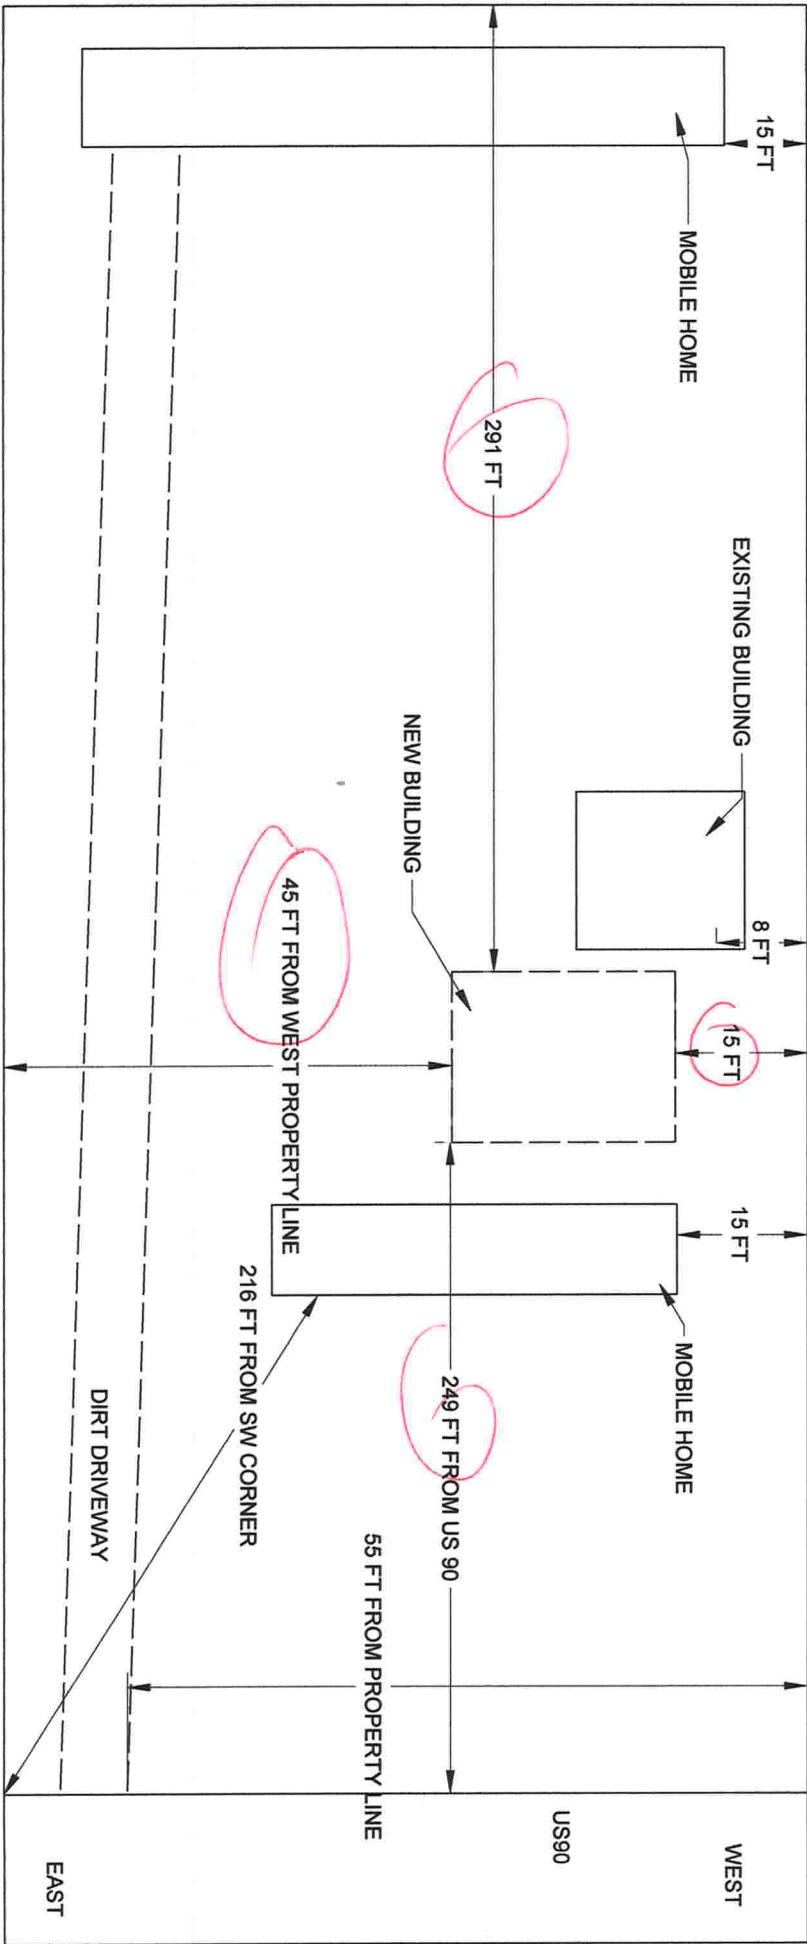 15 FT
MOBILE HOME
291 FT
EXISTING BUILDING
NEW BUILDING
8 FT
15 FT
45 FT FROM WEST PROPERTY LINE
15 FT
MOBILE HOME
216 FT FROM SW CORNER
249 FT FROM US 90
DIRT DRIVEWAY
55 FT FROM PROPERTY LINE
US90
WEST
EAST